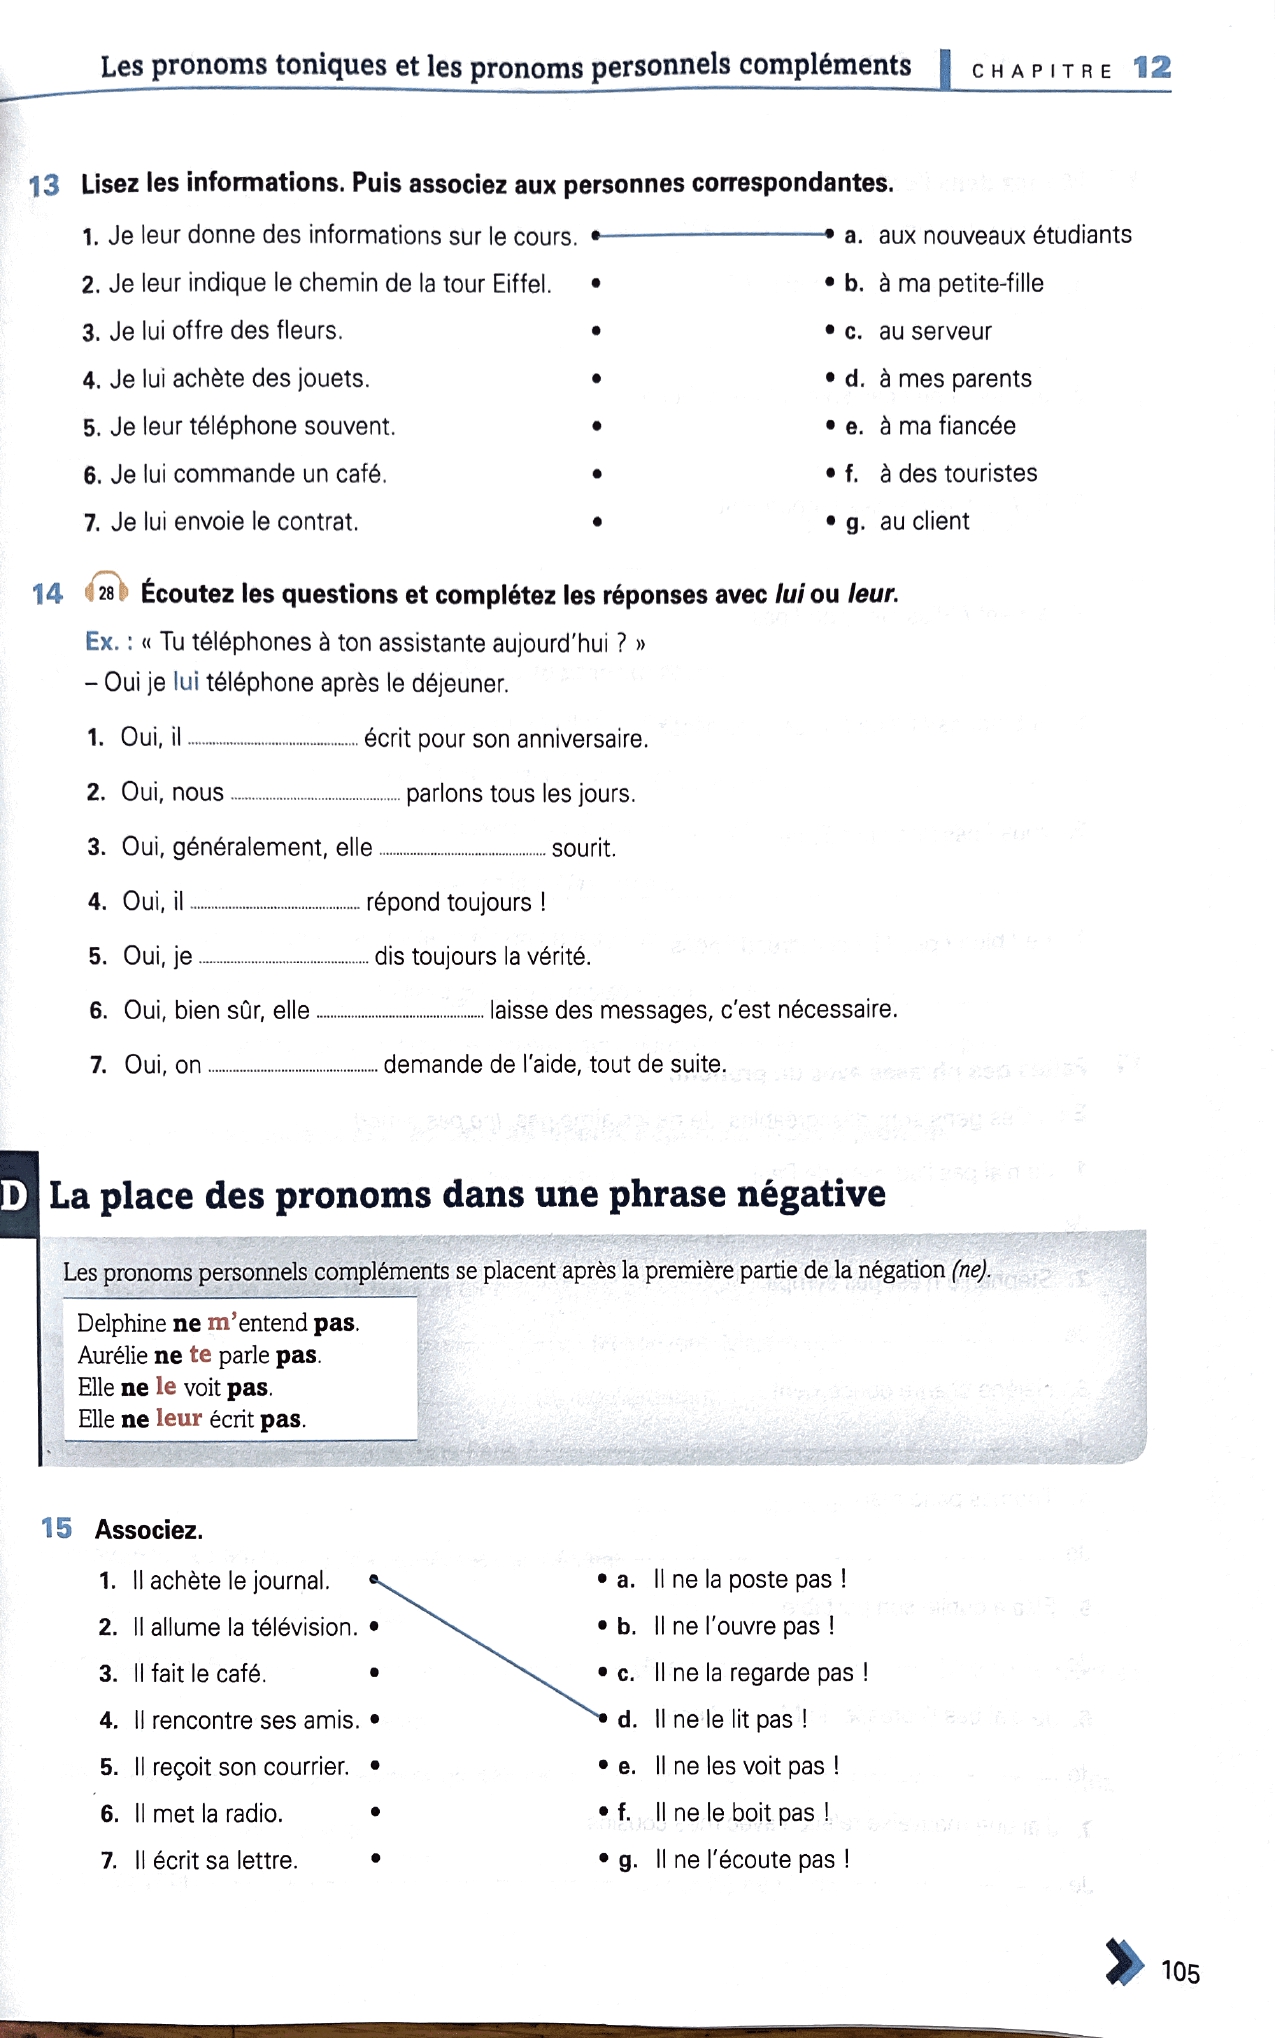 Les pronoms toniques et les pronoms personnels compléments | CHAPITRE 12
13 Lisez les informations. Puis associez aux personnes correspondantes.
1. Je leur donne des informations sur le cours. • • a. aux nouveaux étudiants
2. Je leur indique le chemin de la tour Eiffel. • • b. à ma petite-fille
3. Je lui offre des fleurs. • • c. au serveur
4. Je lui achète des jouets. • • d. à mes parents
5. Je leur téléphone souvent. • • e. à ma fiancée
6. Je lui commande un café. • • f. à des touristes
7. Je lui envoie le contrat. • • g. au client
14 28 Écoutez les questions et complétez les réponses avec lui ou leur.
Ex. : « Tu téléphones à ton assistante aujourd'hui ? »
– Oui je lui téléphone après le déjeuner.
1. Oui, il ........................ écrit pour son anniversaire.
2. Oui, nous ........................ parlons tous les jours.
3. Oui, généralement, elle ........................ sourit.
4. Oui, il ........................ répond toujours !
5. Oui, je ........................ dis toujours la vérité.
6. Oui, bien sûr, elle ........................ laisse des messages, c'est nécessaire.
7. Oui, on ........................ demande de l'aide, tout de suite.
D La place des pronoms dans une phrase négative
Les pronoms personnels compléments se placent après la première partie de la négation (ne).
Delphine ne m'entend pas.
Aurélie ne te parle pas.
Elle ne le voit pas.
Elle ne leur écrit pas.
15 Associez.
1. Il achète le journal. • • a. Il ne la poste pas !
2. Il allume la télévision. • • b. Il ne l'ouvre pas !
3. Il fait le café. • • c. Il ne la regarde pas !
4. Il rencontre ses amis. • • d. Il ne le lit pas !
5. Il reçoit son courrier. • • e. Il ne les voit pas !
6. Il met la radio. • • f. Il ne le boit pas !
7. Il écrit sa lettre. • • g. Il ne l'écoute pas !
105